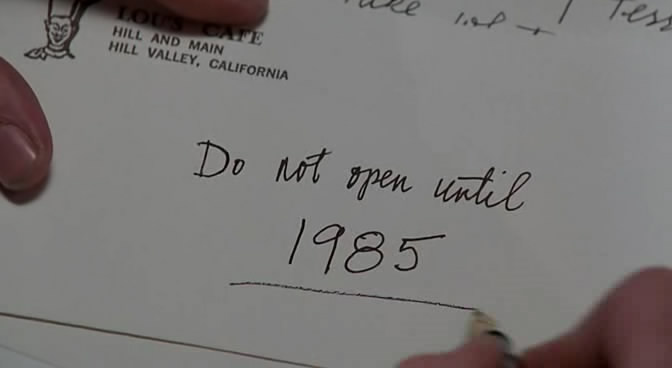 LOU'S CAFE
HILL AND MAIN
HILL VALLEY, CALIFORNIA
Do not open until
1985